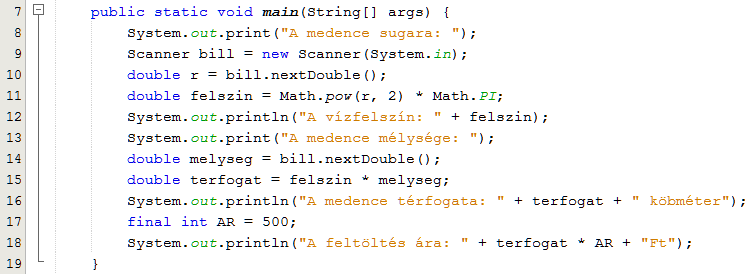 7 public static void main(String[] args) {
8 System.out.print("A medence sugara: ");
9 Scanner bill = new Scanner(System.in);
10 double r = bill.nextDouble();
11 double felszin = Math.pow(r, 2) * Math.PI;
12 System.out.println("A vízfelszín: " + felszin);
13 System.out.print("A medence mélysége: ");
14 double melyseg = bill.nextDouble();
15 double terfogat = felszin * melyseg;
16 System.out.println("A medence térfogata: " + terfogat + " köbméter");
17 final int AR = 500;
18 System.out.println("A feltöltés ára: " + terfogat * AR + "Ft");
19 }